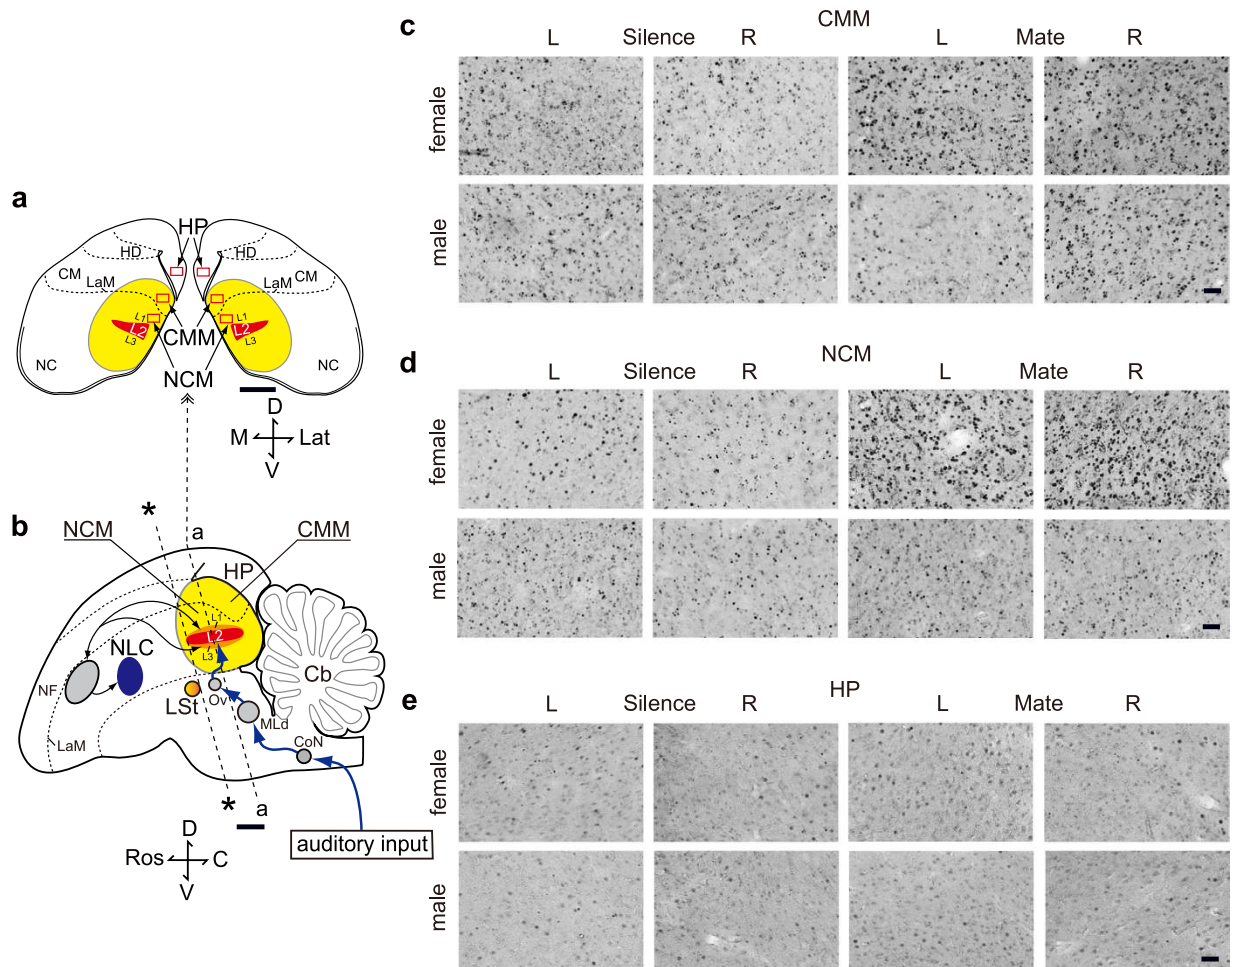 a
HP
HD
HD
CM
LaM
LaM
CM
L1
L2
L3
L1
L2
L3
CMM
NC
NC
NCM
D
M
Lat
V
b
*
NCM
a
CMM
HP
L1
L2
L3
NLC
NF
LSt
Ov
Cb
MLd
CoN
LaM
*
a
auditory input
D
Ros
C
V
c
CMM
L Silence R L Mate R
female
male
d
NCM
L Silence R L Mate R
female
male
e
HP
L Silence R L Mate R
female
male